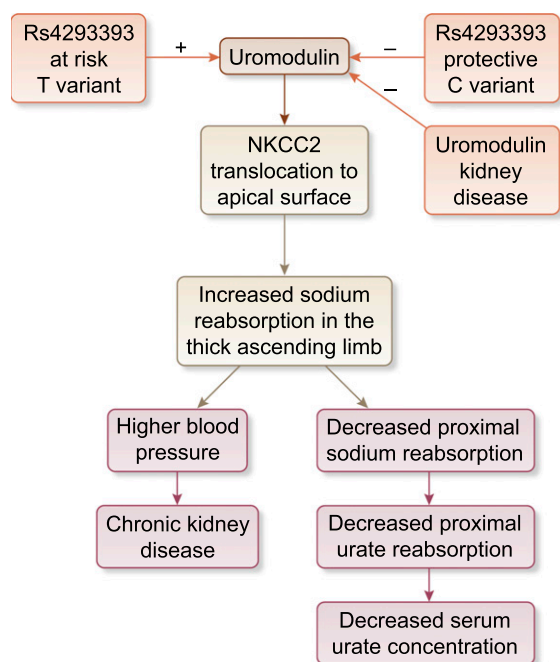 Rs4293393
at risk
T variant
+
Uromodulin
–
Rs4293393
protective
C variant
–
Uromodulin
kidney
disease
NKCC2
translocation to
apical surface
Increased sodium
reabsorption in the
thick ascending limb
Higher blood
pressure
Chronic kidney
disease
Decreased proximal
sodium reabsorption
Decreased proximal
urate reabsorption
Decreased serum
urate concentration